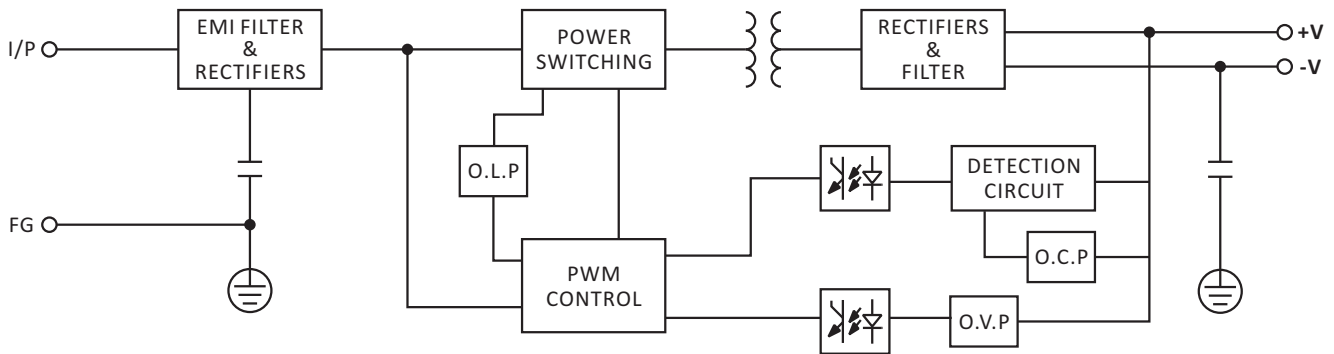 I/P
EMI FILTER
&
RECTIFIERS
POWER
SWITCHING
RECTIFIERS
&
FILTER
+V
-V
O.L.P
DETECTION
CIRCUIT
FG
O.C.P
PWM
CONTROL
O.V.P